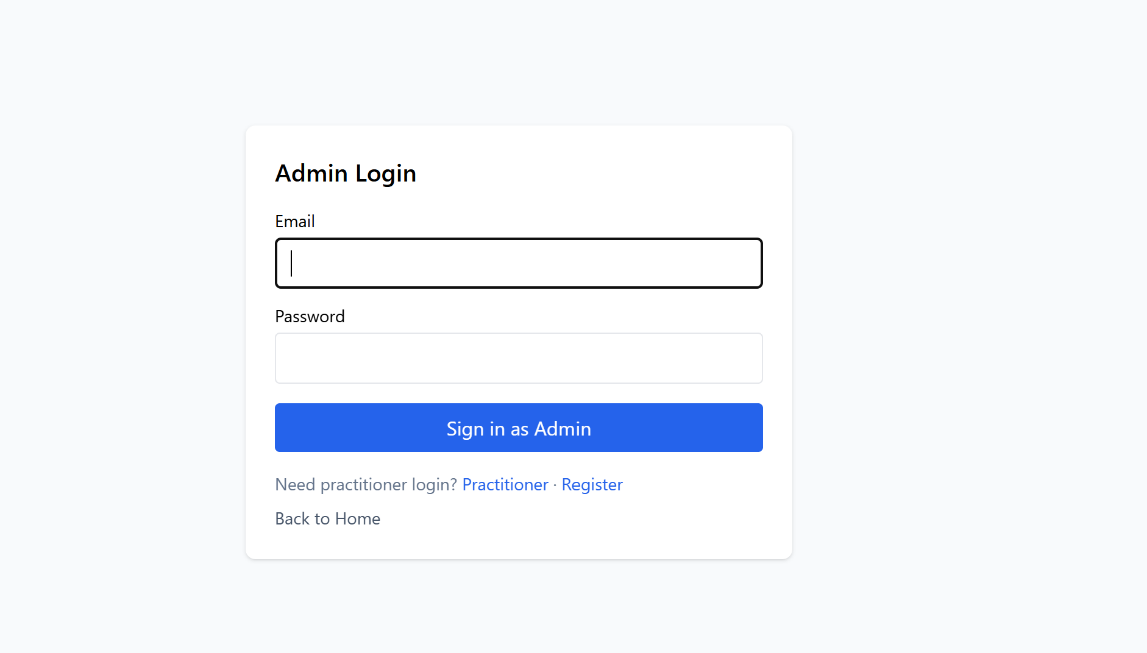 Admin Login
Email
Password
Sign in as Admin
Need practitioner login? Practitioner · Register
Back to Home